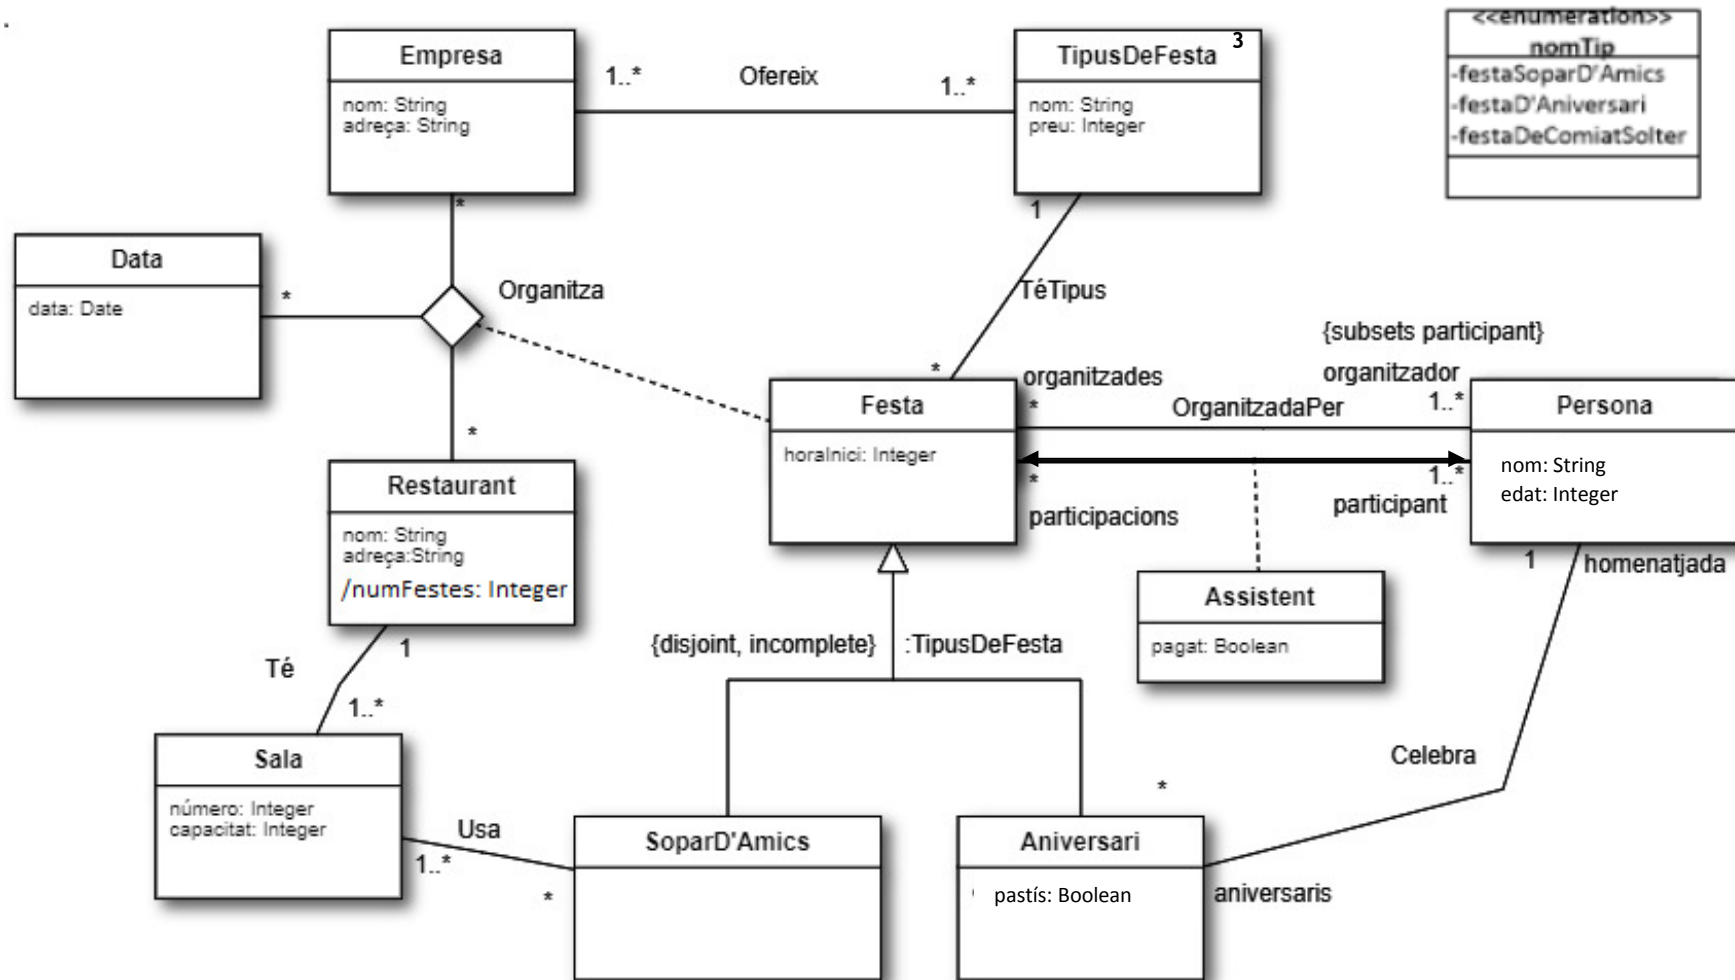 Empresa
nom: String
adreça: String
1..*
Ofereix
1..*
TipusDeFesta
3
nom: String
preu: Integer
<<enumeration>>
nomTip
-festaSoparD'Amics
-festaD'Aniversari
-festaDeComiatSolter
*
1
Data
data: Date
*
Organitza
TéTipus
*
*
Restaurant
nom: String
adreça:String
/numFestes: Integer
Festa
horaInici: Integer
organitzades
*
{subsets participant}
organitzador
1..*
OrganitzadaPer
*
participacions
1..*
participant
Persona
nom: String
edat: Integer
1
homenatjada
Assistent
pagat: Boolean
1
Té
1..*
{disjoint, incomplete}
:TipusDeFesta
Sala
número: Integer
capacitat: Integer
Usa
1..*
*
SoparD'Amics
Aniversari
pastís: Boolean
*
Celebra
aniversaris